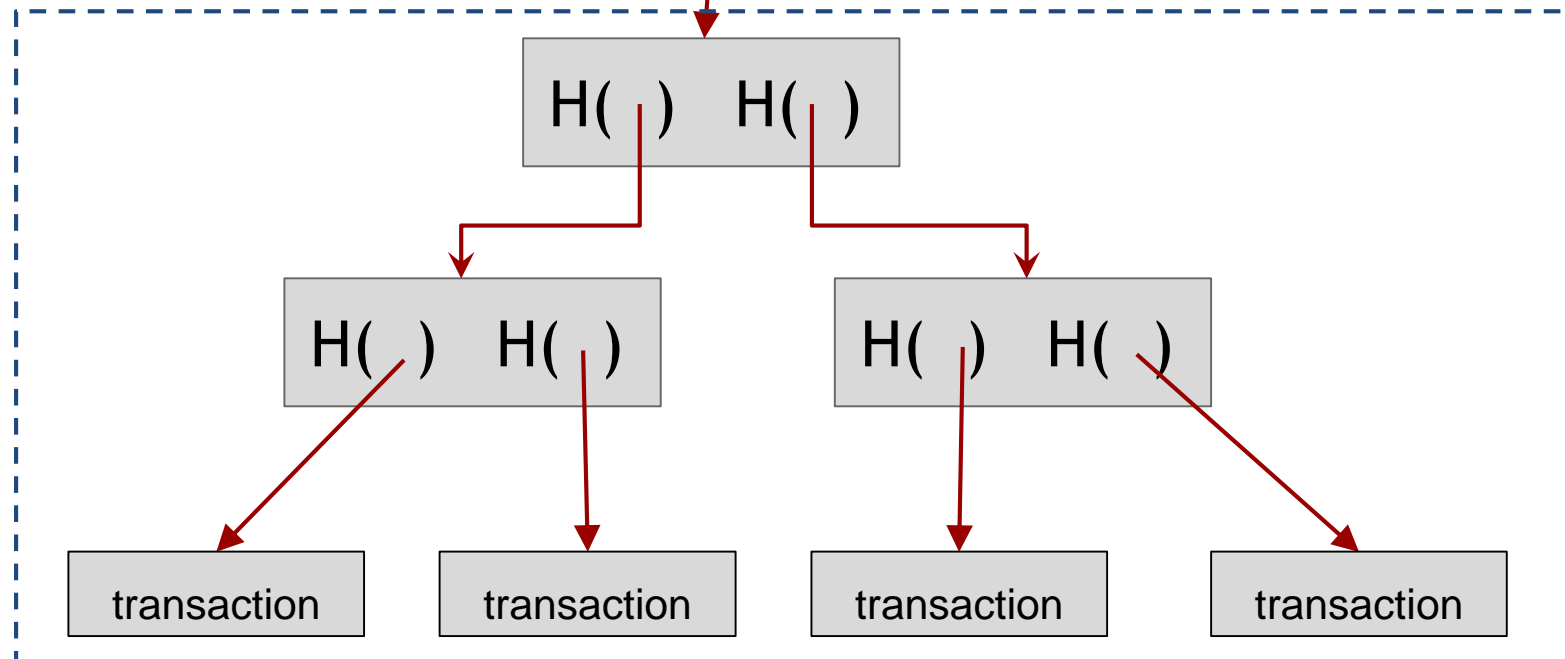 H( ) H( )
H( ) H( ) H( ) H( )
transaction transaction transaction transaction